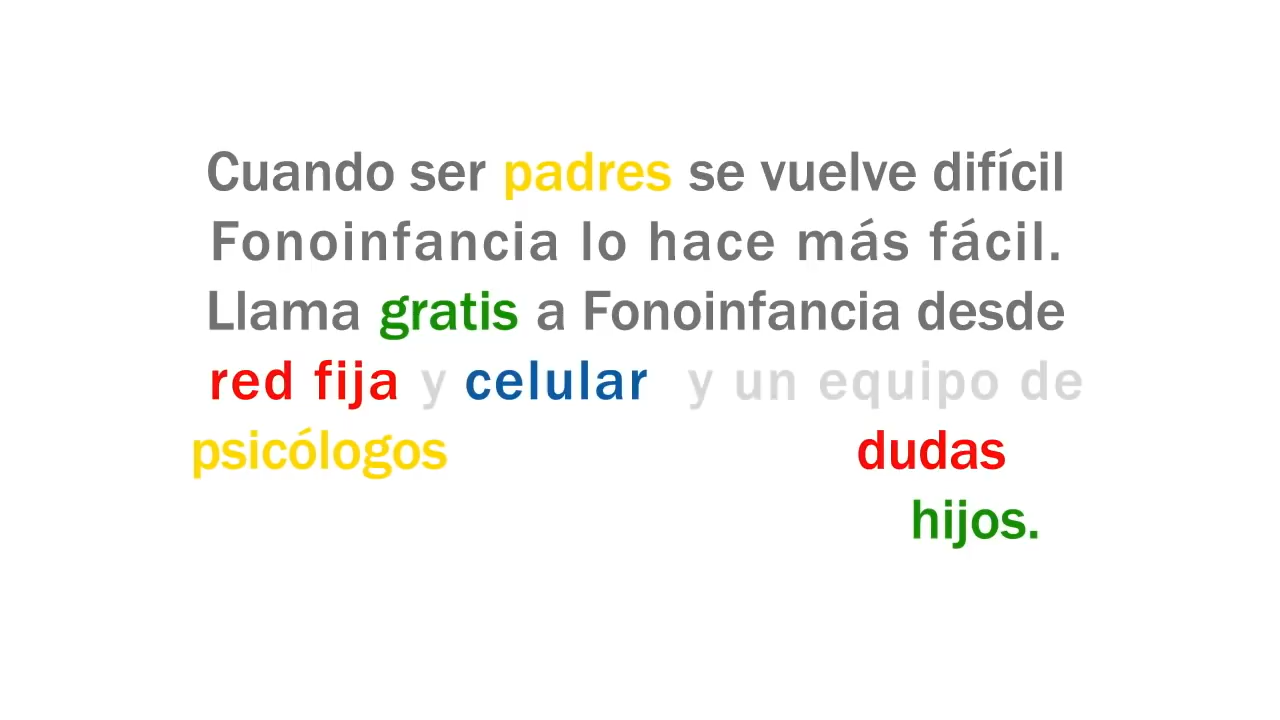 Cuando ser padres se vuelve difícil
Fonoinfancia lo hace más fácil.
Llama gratis a Fonoinfancia desde
red fija y celular y un equipo de
psicólogos dudas
hijos.